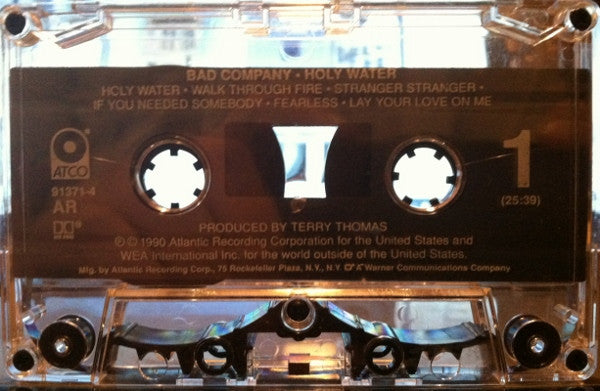 BAD COMPANY • HOLY WATER
HOLY WATER • WALK THROUGH FIRE • STRANGER STRANGER •
IF YOU NEEDED SOMEBODY • FEARLESS • LAY YOUR LOVE ON ME
ATCO
91371-4
AR
1
(25:39)
PRODUCED BY TERRY THOMAS
℗ © 1990 Atlantic Recording Corporation for the United States and
WEA International Inc. for the world outside of the United States.
Mfg. by Atlantic Recording Corp., 75 Rockefeller Plaza, N.Y., N.Y. A Warner Communications Company